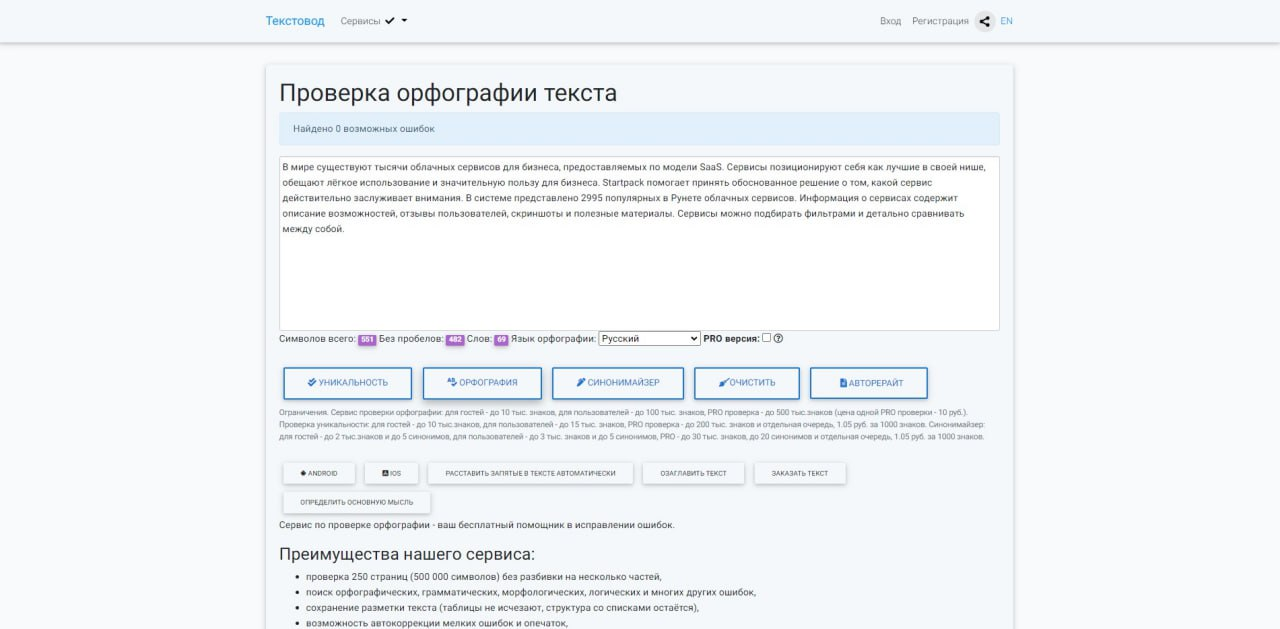 Текстовод Сервисы Вход Регистрация EN
Проверка орфографии текста
Найдено 0 возможных ошибок
В мире существуют тысячи облачных сервисов для бизнеса, предоставляемых по модели SaaS. Сервисы позиционируют себя как лучшие в своей нише,
обещают лёгкое использование и значительную пользу для бизнеса. Startpack помогает принять обоснованное решение о том, какой сервис
действительно заслуживает внимания. В системе представлено 2995 популярных в Рунете облачных сервисов. Информация о сервисах содержит
описание возможностей, отзывы пользователей, скриншоты и полезные материалы. Сервисы можно подбирать фильтрами и детально сравнивать
между собой.
Символов всего: 551 Без пробелов: 482 Слов: 69 Язык орфографии: Русский PRO версия:
УНИКАЛЬНОСТЬ ОРФОГРАФИЯ СИНОНИМАЙЗЕР ОЧИСТИТЬ АВТОРЕРАЙТ
Ограничения. Сервис проверки орфографии: для гостей - до 10 тыс. знаков, для пользователей - до 100 тыс. знаков, PRO проверка - до 500 тыс.знаков (цена одной PRO проверки - 10 руб.).
Проверка уникальности: для гостей - до 10 тыс.знаков, для пользователей - до 15 тыс. знаков, PRO проверка - до 200 тыс. знаков и отдельная очередь, 1.05 руб. за 1000 знаков. Синонимайзер:
для гостей - до 2 тыс.знаков и до 5 синонимов, для пользователей - до 3 тыс. знаков и до 5 синонимов, PRO - до 30 тыс. знаков, до 20 синонимов и отдельная очередь, 1.05 руб. за 1000 знаков.
ANDROID IOS РАССТАВИТЬ ЗАПЯТЫЕ В ТЕКСТЕ АВТОМАТИЧЕСКИ ОЗАГЛАВИТЬ ТЕКСТ ЗАКАЗАТЬ ТЕКСТ
ОПРЕДЕЛИТЬ ОСНОВНУЮ МЫСЛЬ
Сервис по проверке орфографии - ваш бесплатный помощник в исправлении ошибок.
Преимущества нашего сервиса:
• проверка 250 страниц (500 000 символов) без разбивки на несколько частей,
• поиск орфографических, грамматических, морфологических, логических и многих других ошибок,
• сохранение разметки текста (таблицы не исчезают, структура со списками остаётся),
• возможность автокоррекции мелких ошибок и опечаток,